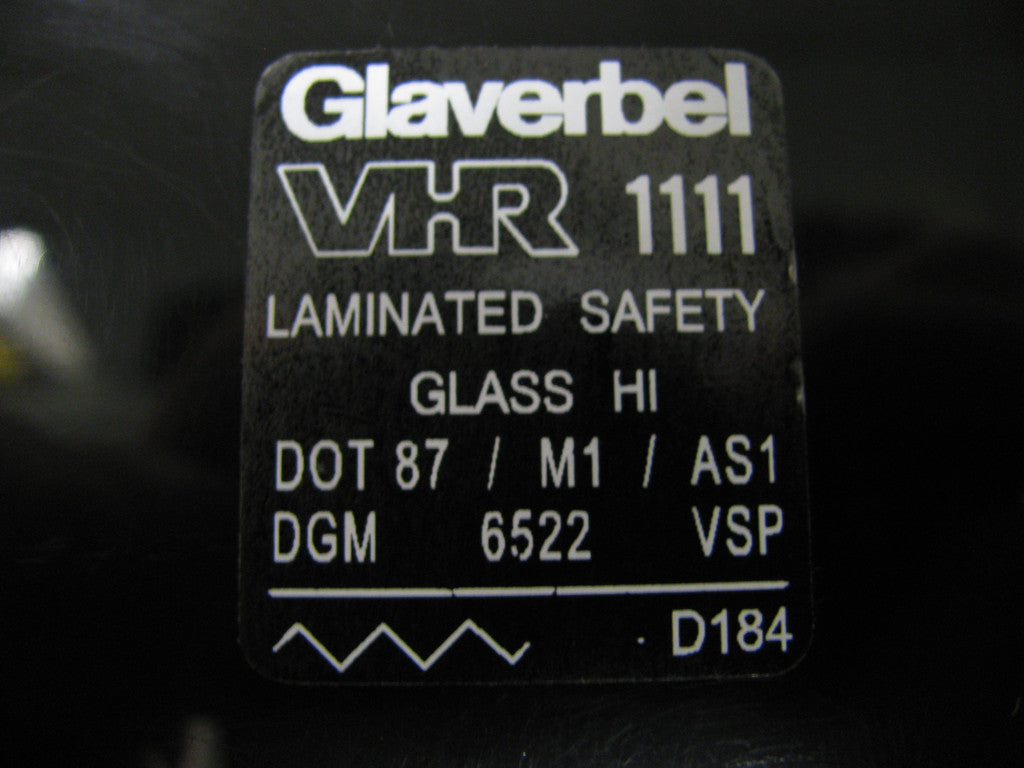 Glaverbel
VHR 1111
LAMINATED SAFETY
GLASS HI
DOT 87 / M1 / AS1
DGM 6522 VSP
D184